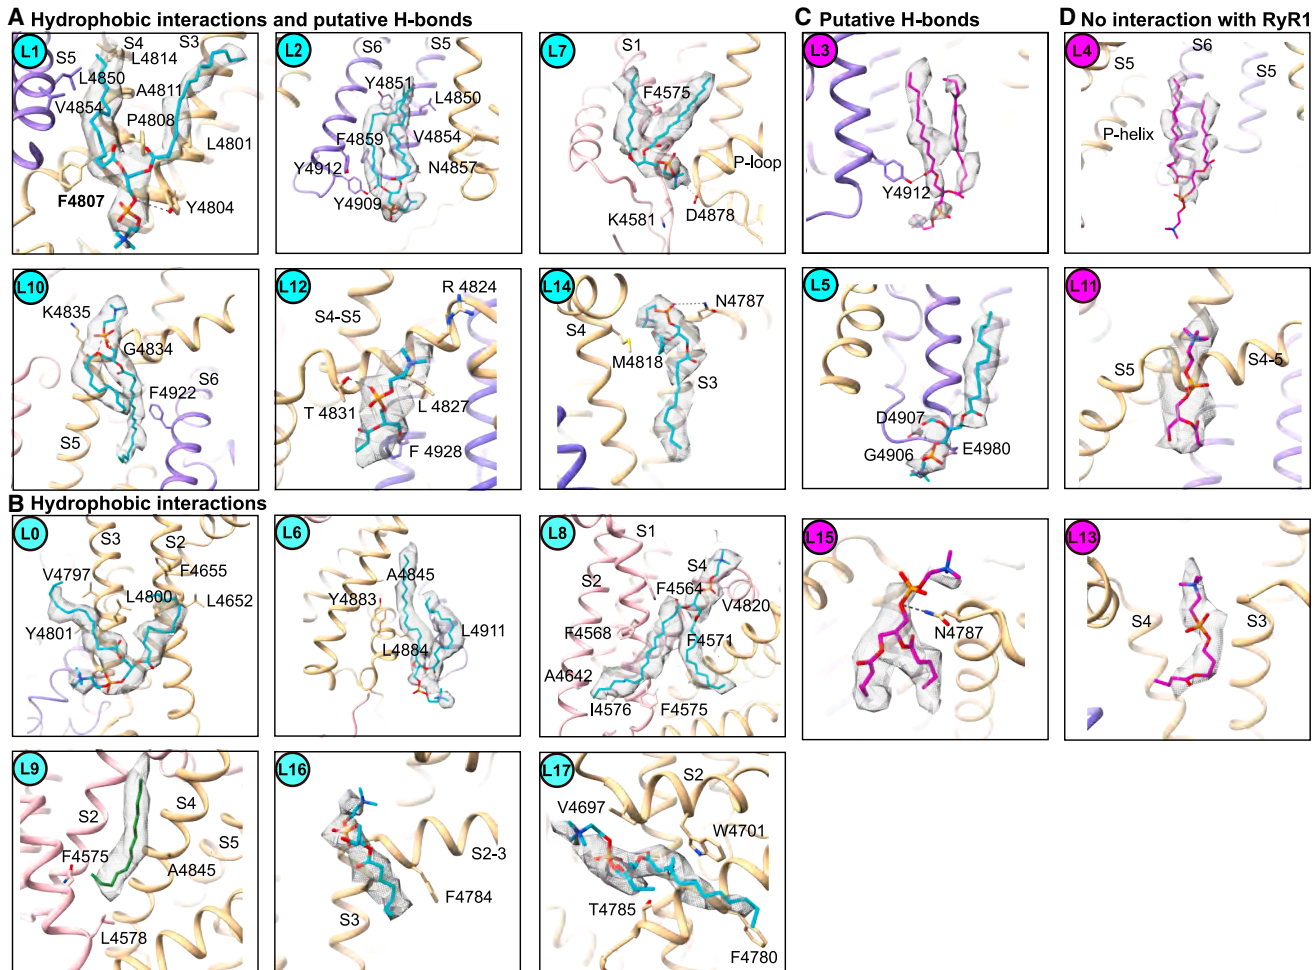 A Hydrophobic interactions and putative H-bonds
L1
S4
S3
L4814
S5
L4850
A4811
V4854
P4808
L4801
F4807
Y4804
L2
S6
S5
Y4851
L4850
F4859
V4854
Y4912
N4857
Y4909
L7
S1
F4575
P-loop
K4581
D4878
L10
K4835
G4834
S6
F4922
S5
L12
R 4824
S4-S5
T 4831
L 4827
F 4928
L14
N4787
S4
M4818
S3
B Hydrophobic interactions
L0
S3
S2
V4797
F4655
L4800
L4652
Y4801
L6
A4845
Y4883
L4911
L4884
L8
S1
S4
S2
F4564
V4820
F4568
F4571
A4642
I4576
F4575
L9
S4
S2
S5
F4575
A4845
L4578
L16
S2-3
F4784
S3
L17
S2
V4697
W4701
T4785
F4780
C Putative H-bonds
L3
Y4912
L5
D4907
G4906
E4980
L15
N4787
D No interaction with RyR1
L4
S6
S5
S5
P-helix
L11
S5
S4-5
L13
S4
S3